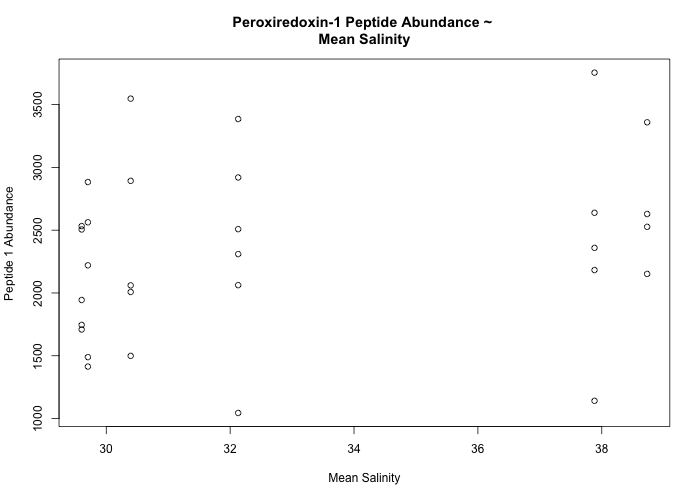 Peroxiredoxin-1 Peptide Abundance ~
Mean Salinity
Peptide 1 Abundance
3500
3000
2500
2000
1500
1000
30
32
34
36
38
Mean Salinity